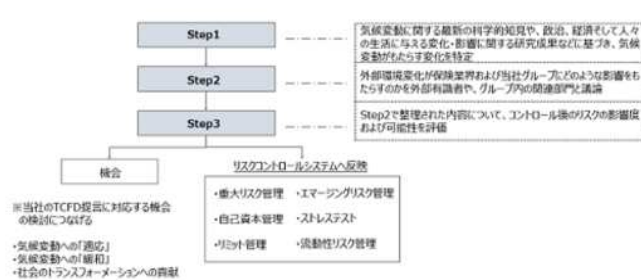 Step1
気候変動に関する最新の科学的知見や、政治、経済そして人々
の生活に与える変化・影響に関する研究成果などに基づき、気候
変動がもたらす変化を特定
Step2
外部環境変化が保険業界および当社グループにどのような影響をも
たらすのかを外部有識者や、グループ内の関連部門と議論
Step3
Step2で整理された内容について、コントロール後のリスクの影響度
および可能性を評価
機会
※当社のTCFD提言に対応する機会
の検討につなげる
・気候変動への「適応」
・気候変動への「緩和」
・社会のトランスフォーメーションへの貢献
リスクコントロールシステムへ反映
・重大リスク管理 ・エマージングリスク管理
・自己資本管理 ・ストレステスト
・リミット管理 ・流動性リスク管理